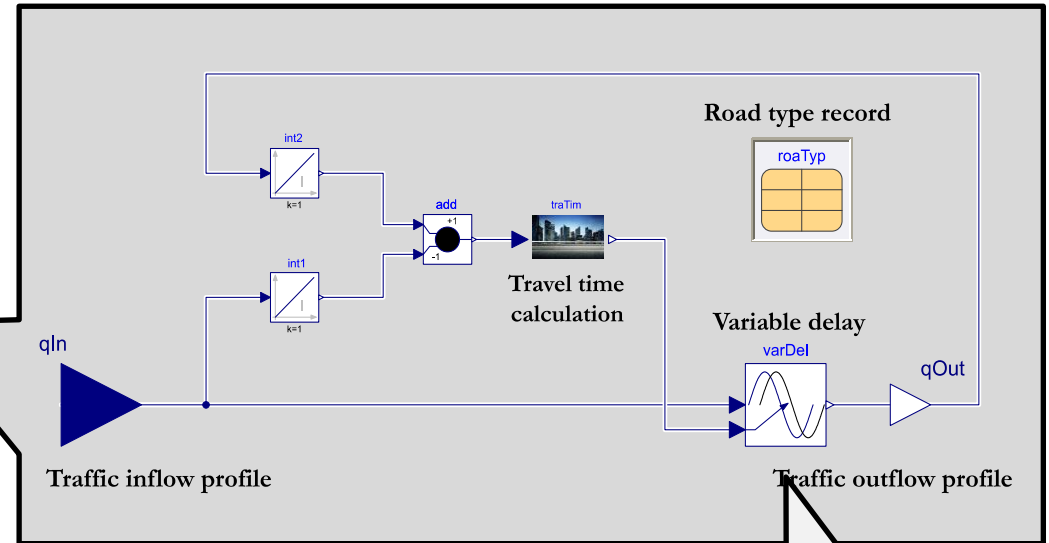 Road type record
roaTyp
int2
k=1
add
+1
-1
traTim
Travel time
calculation
int1
k=1
Variable delay
varDel
qIn
qOut
Traffic inflow profile
Traffic outflow profile